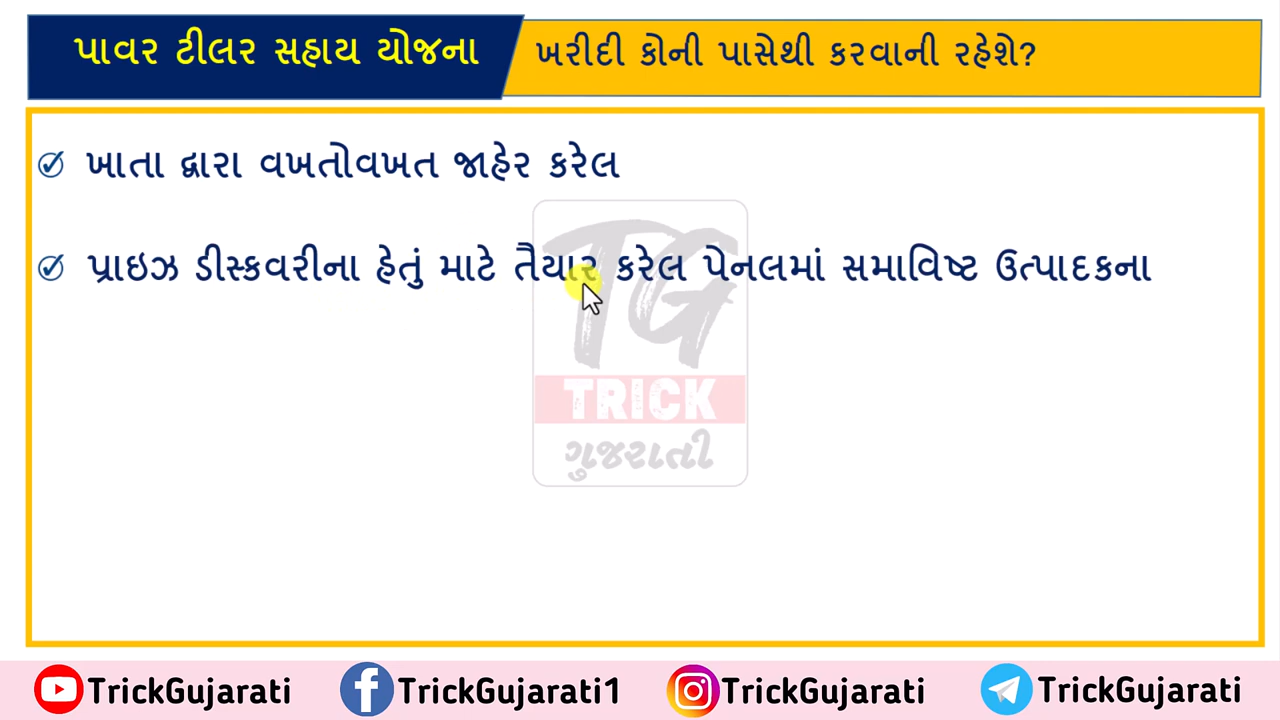 પાવર ટીલર સહાય યોજના
ખરીદી કોની પાસેથી કરવાની રહેશે?
ખાતા દ્વારા વખતોવખત જાહેર કરેલ
પ્રાઇઝ ડીસ્કવરીના હેતું માટે તૈયાર કરેલ પેનલમાં સમાવિષ્ટ ઉત્પાદકના
TG
TRICK
ગુજરાતી
TrickGujarati TrickGujarati1 TrickGujarati TrickGujarati